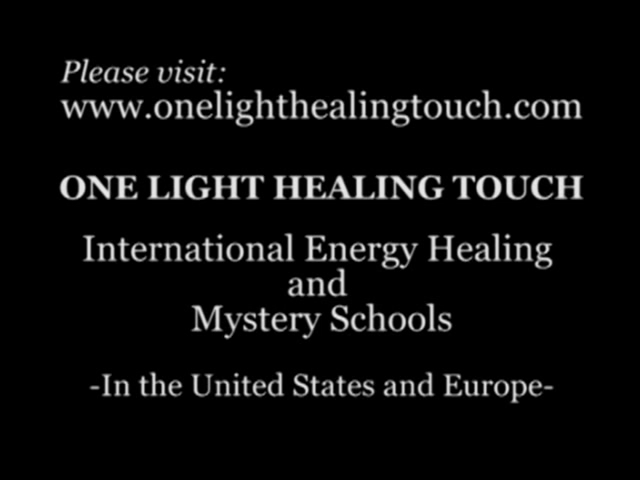 Please visit:
www.onelighthealingtouch.com
ONE LIGHT HEALING TOUCH
International Energy Healing
and
Mystery Schools
-In the United States and Europe-